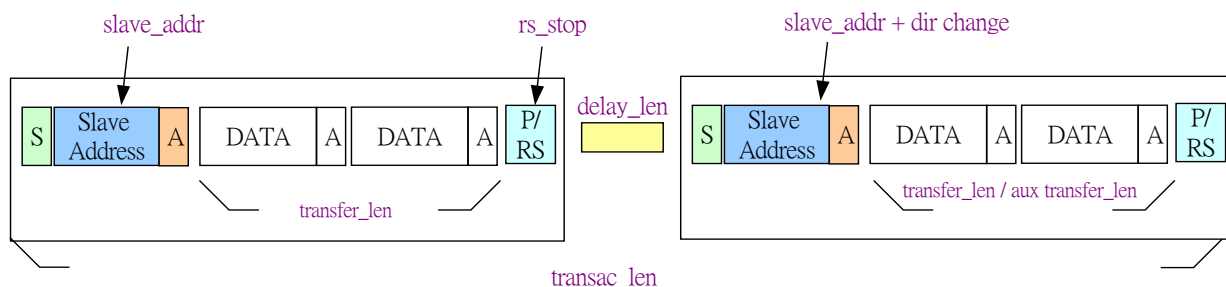 slave_addr
rs_stop
slave_addr + dir change
S
Slave
Address
A
DATA
A
DATA
A
P/
RS
delay_len
S
Slave
Address
A
DATA
A
DATA
A
P/
RS
transfer_len
transfer_len / aux transfer_len
transac_len